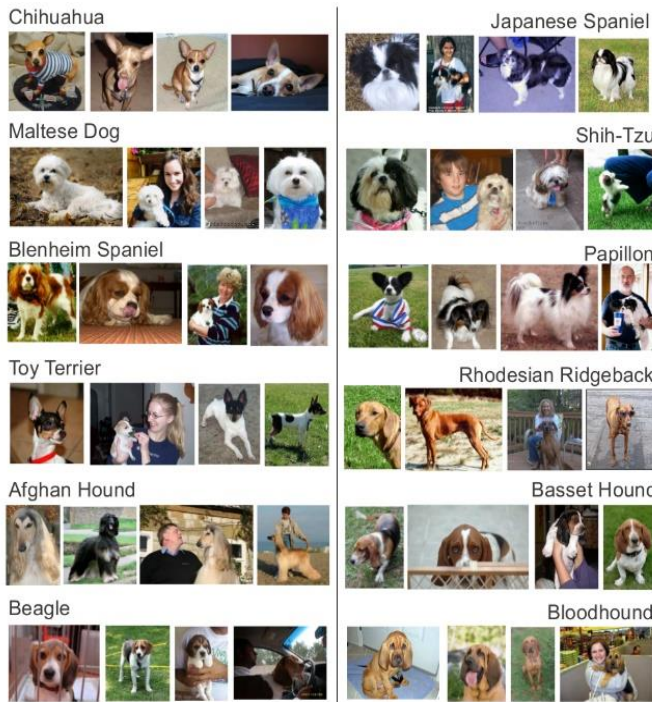 Chihuahua
Japanese Spaniel
Maltese Dog
Shih-Tzu
Blenheim Spaniel
Papillon
Toy Terrier
Rhodesian Ridgeback
Afghan Hound
Basset Hound
Beagle
Bloodhound